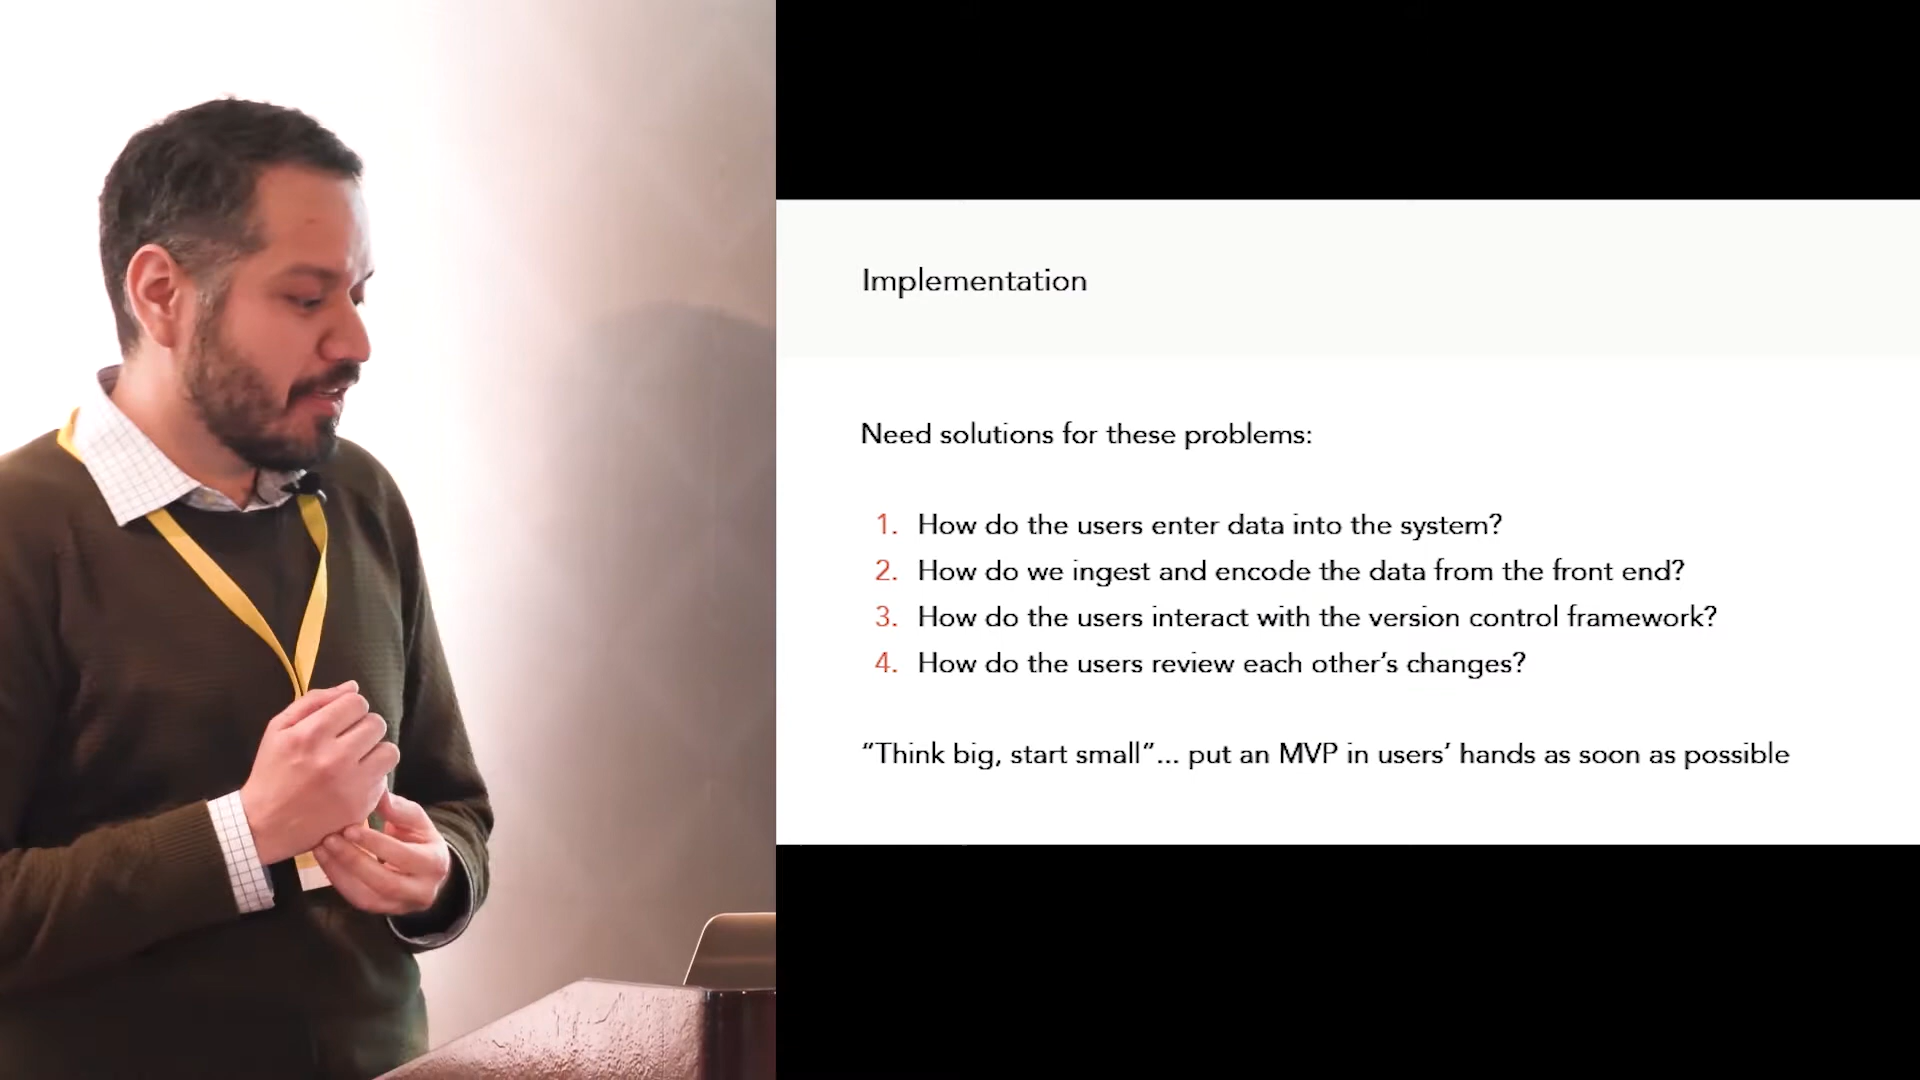 Implementation
Need solutions for these problems:
1. How do the users enter data into the system?
2. How do we ingest and encode the data from the front end?
3. How do the users interact with the version control framework?
4. How do the users review each other’s changes?
“Think big, start small”... put an MVP in users’ hands as soon as possible